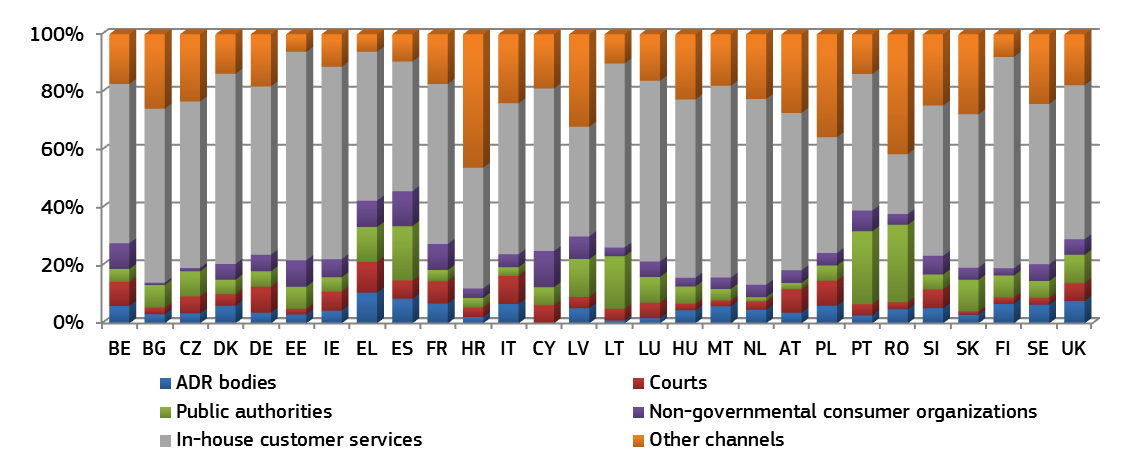 100%
80%
60%
40%
20%
0%
BE BG CZ DK DE EE IE EL ES FR HR IT CY LV LT LU HU MT NL AT PL PT RO SI SK FI SE UK
ADR bodies
Courts
Public authorities
Non-governmental consumer organizations
In-house customer services
Other channels